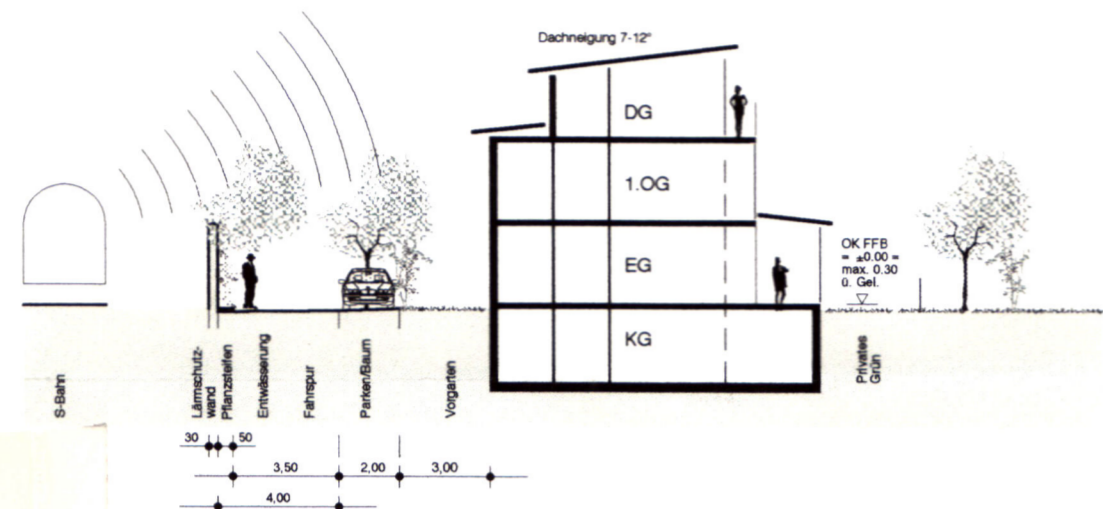 Dachneigung 7-12°
DG
1.OG
EG
KG
OK FFB
= ±0.00 =
max. 0.30
ü. Gel.
S-Bahn
Lärmschutz-
wand
Pflanzsteifen
Entwässerung
Fahrspur
Parken/Baum
Vorgarten
Privates
Grün
30
50
3,50
2,00
3,00
4,00